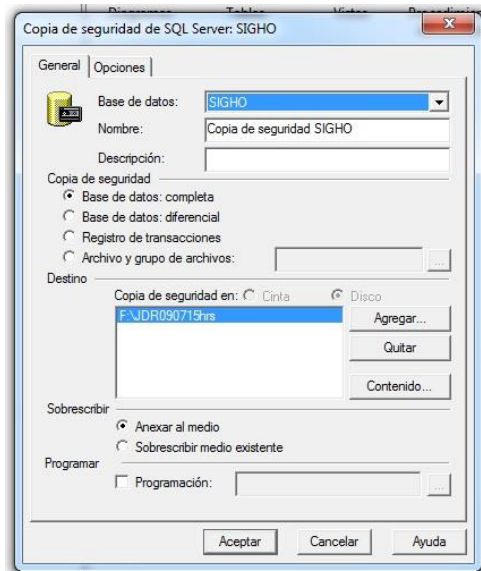 Diagramas Tablas Vistas
Copia de seguridad de SQL Server: SIGHO
General Opciones
Base de datos: SIGHO
Nombre: Copia de seguridad SIGHO
Descripción:
Copia de seguridad
Base de datos: completa
Base de datos: diferencial
Registro de transacciones
Archivo y grupo de archivos: ...
Destino
Copia de seguridad en: Cinta Disco
F:\JDR090715hrs
Agregar...
Quitar
Contenido...
Sobrescribir
Anexar al medio
Sobrescribir medio existente
Programar
Programación: ...
Aceptar Cancelar Ayuda